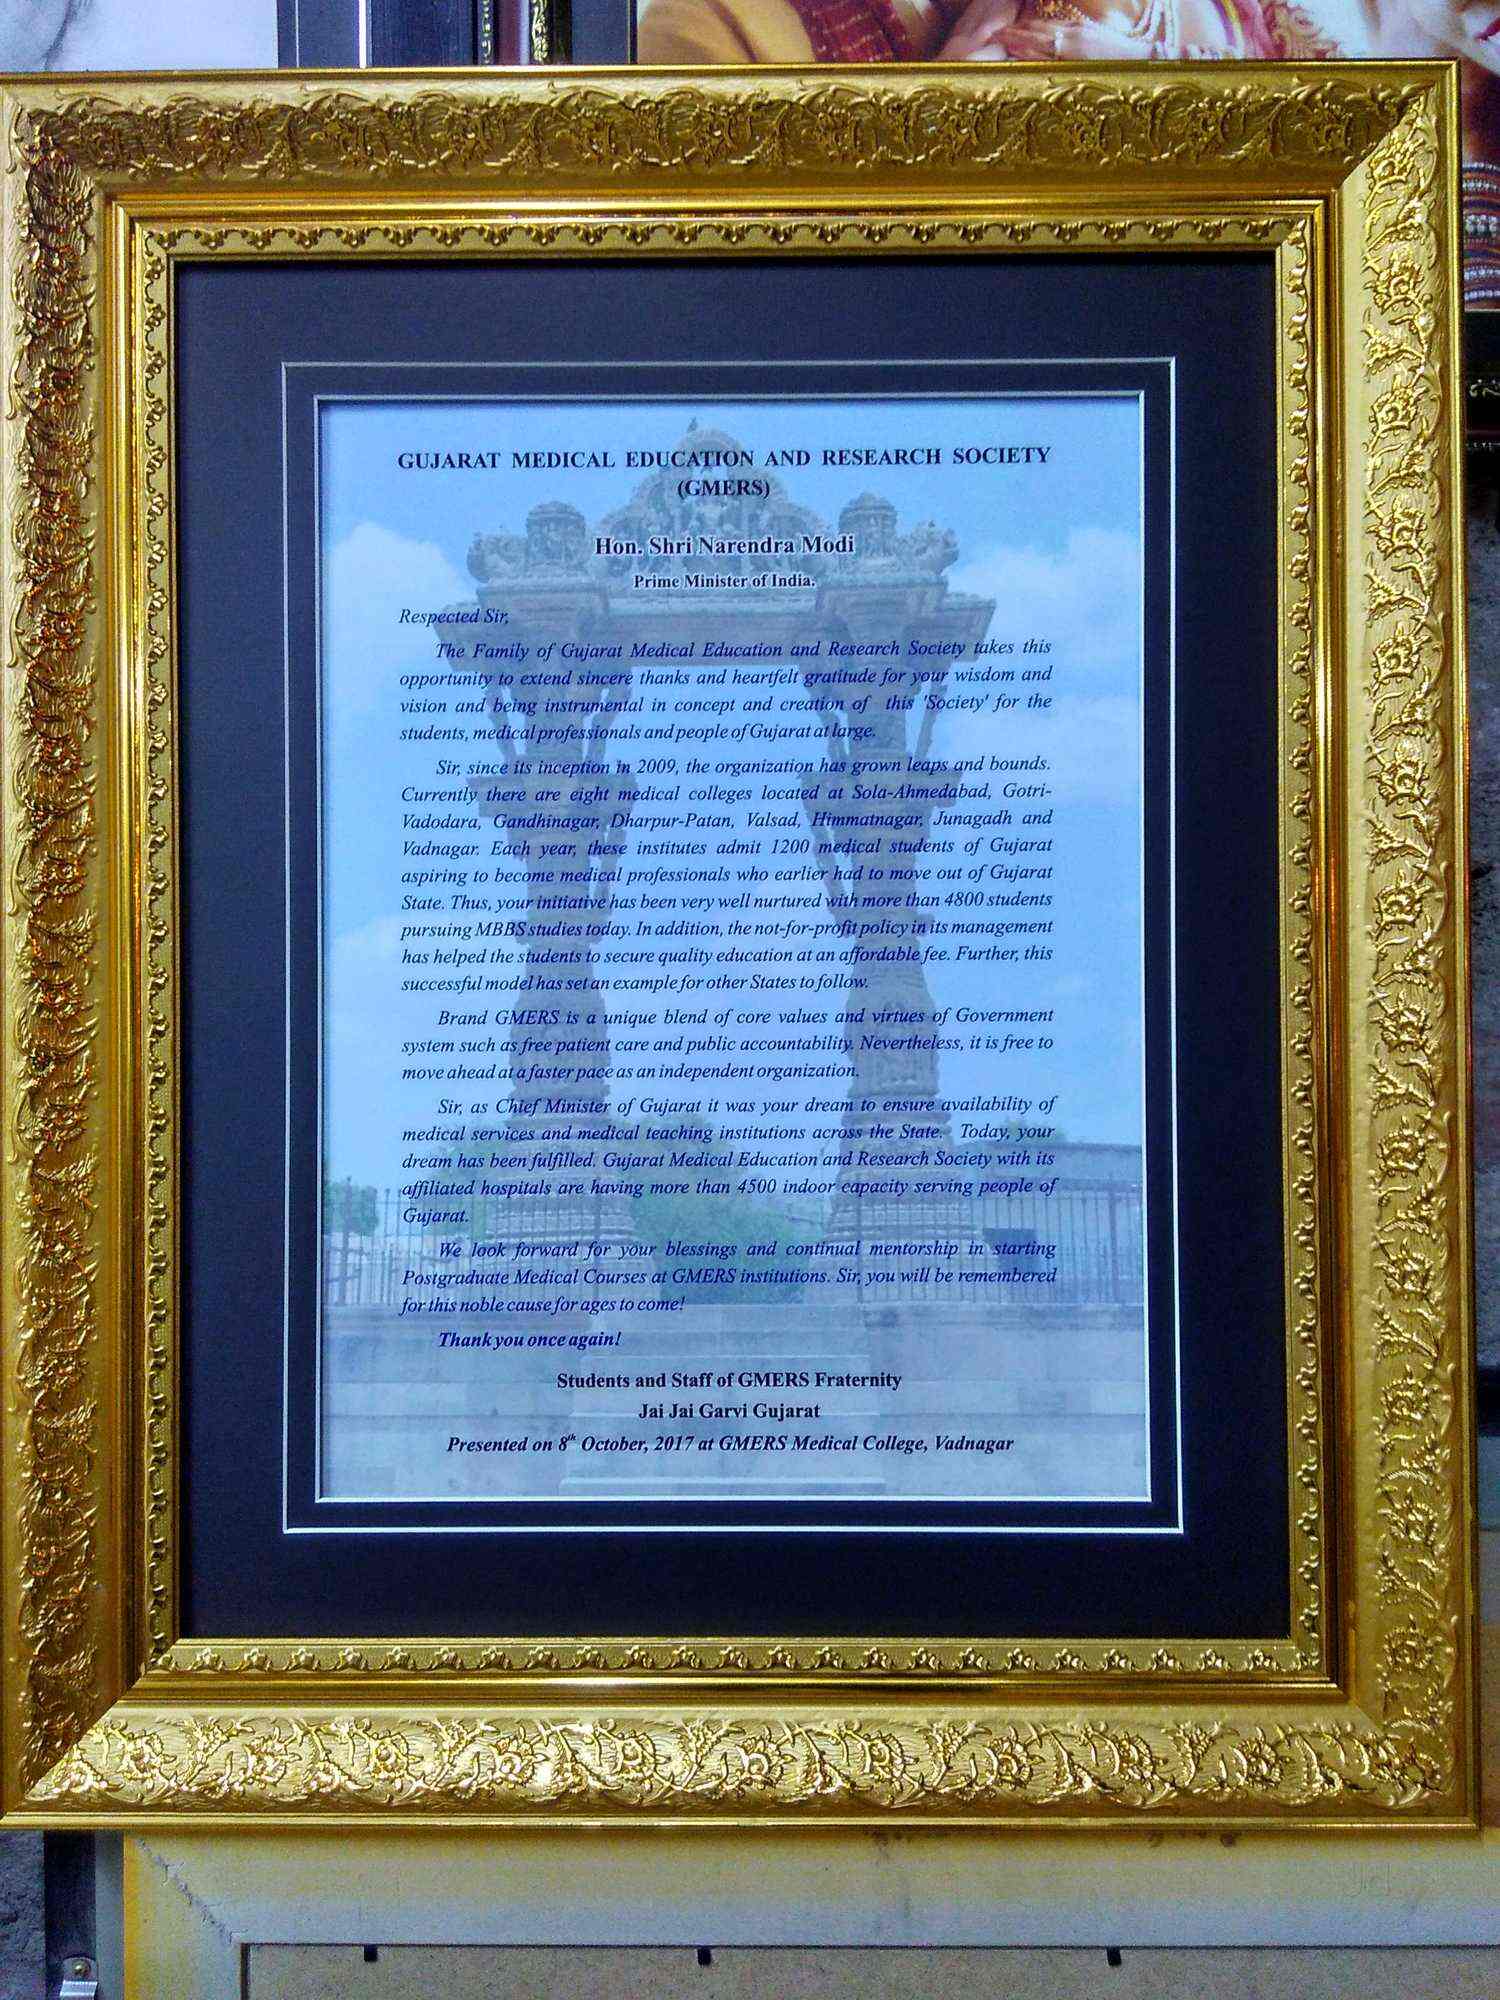 GUJARAT MEDICAL EDUCATION AND RESEARCH SOCIETY
(GMERS)
Hon. Shri Narendra Modi
Prime Minister of India.
Respected Sir,
The Family of Gujarat Medical Education and Research Society takes this
opportunity to extend sincere thanks and heartfelt gratitude for your wisdom and
vision and being instrumental in concept and creation of this 'Society' for the
students, medical professionals and people of Gujarat at large.
Sir, since its inception in 2009, the organization has grown leaps and bounds.
Currently there are eight medical colleges located at Sola-Ahmedabad, Gotri-
Vadodara, Gandhinagar, Dharpur-Patan, Valsad, Himmatnagar, Junagadh and
Vadnagar. Each year, these institutes admit 1200 medical students of Gujarat
aspiring to become medical professionals who earlier had to move out of Gujarat
State. Thus, your initiative has been very well nurtured with more than 4800 students
pursuing MBBS studies today. In addition, the not-for-profit policy in its management
has helped the students to secure quality education at an affordable fee. Further, this
successful model has set an example for other States to follow.
Brand GMERS is a unique blend of core values and virtues of Government
system such as free patient care and public accountability. Nevertheless, it is free to
move ahead at a faster pace as an independent organization.
Sir, as Chief Minister of Gujarat it was your dream to ensure availability of
medical services and medical teaching institutions across the State. Today, your
dream has been fulfilled. Gujarat Medical Education and Research Society with its
affiliated hospitals are having more than 4500 indoor capacity serving people of
Gujarat.
We look forward for your blessings and continual mentorship in starting
Postgraduate Medical Courses at GMERS institutions. Sir, you will be remembered
for this noble cause for ages to come!
Thank you once again!
Students and Staff of GMERS Fraternity
Jai Jai Garvi Gujarat
Presented on 8th October, 2017 at GMERS Medical College, Vadnagar